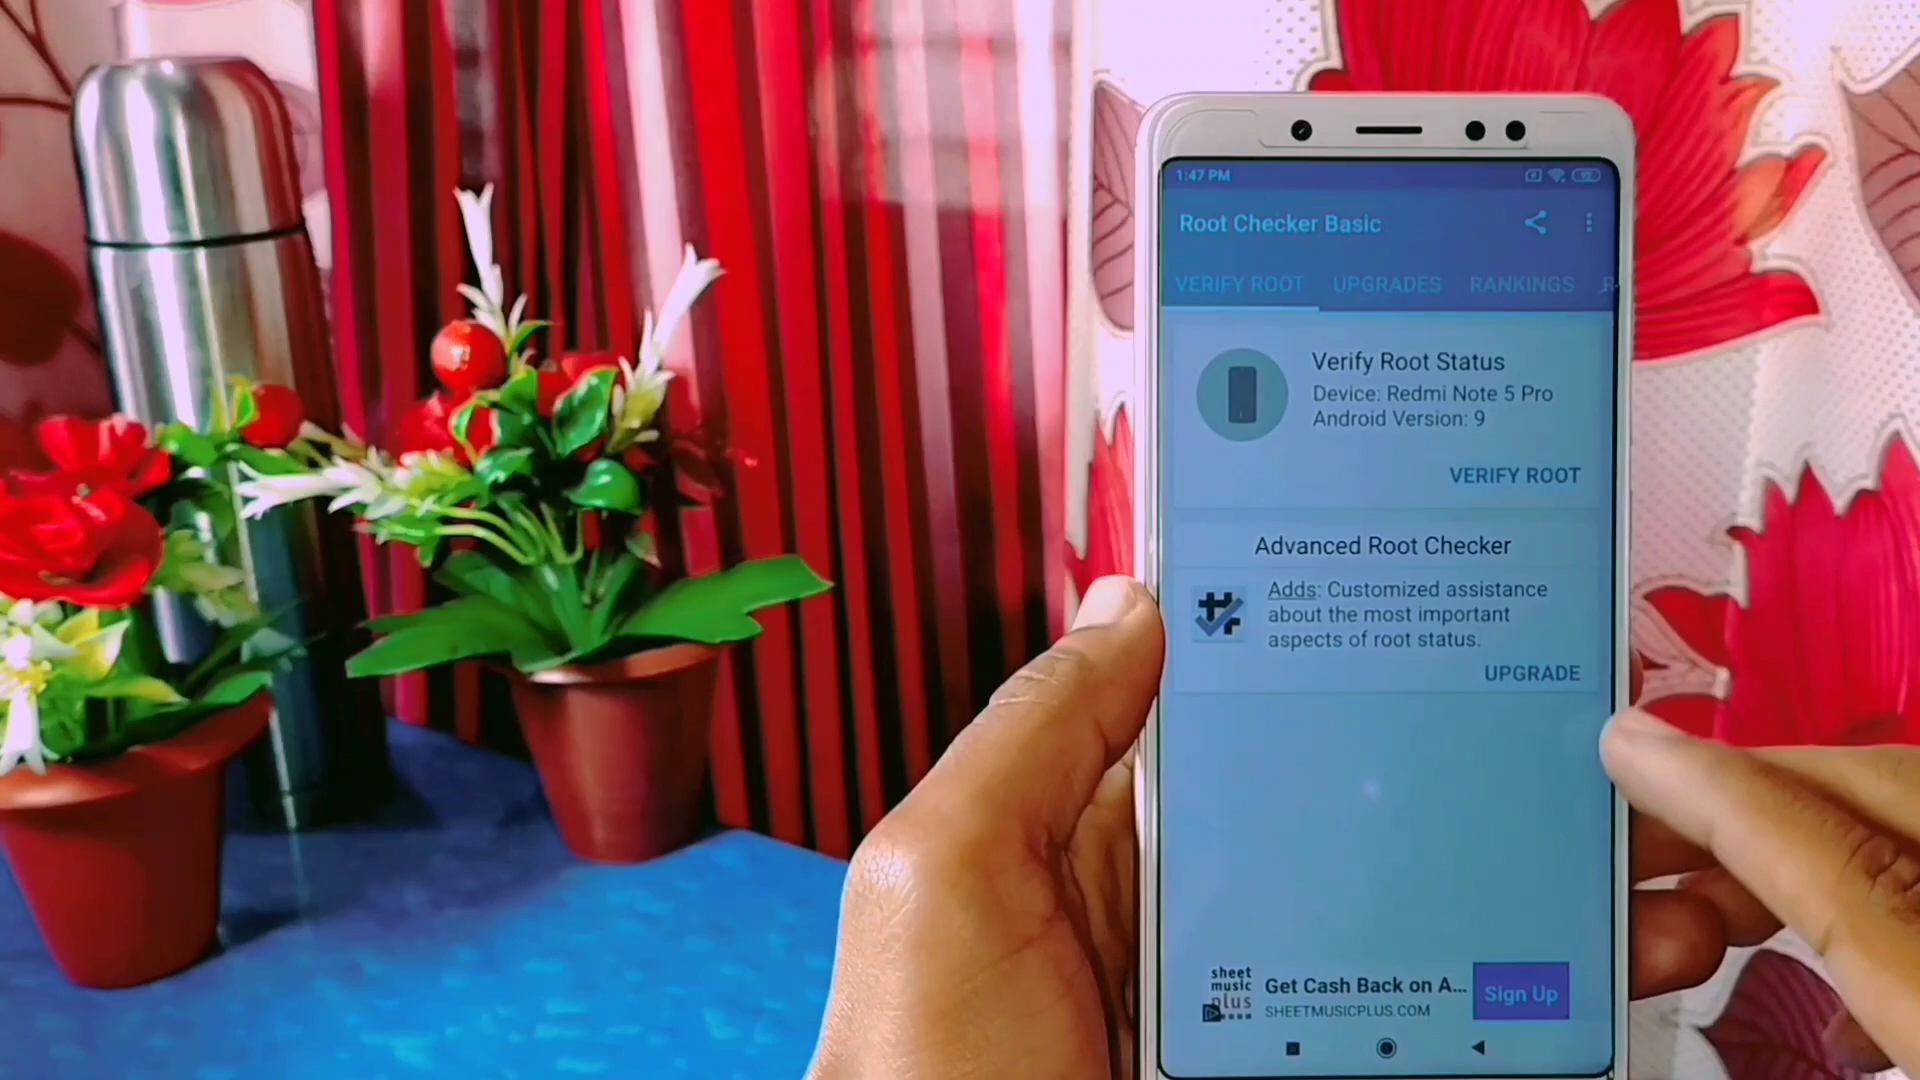 1:47 PM
Root Checker Basic
VERIFY ROOT UPGRADES RANKINGS R
Verify Root Status
Device: Redmi Note 5 Pro
Android Version: 9
VERIFY ROOT
Advanced Root Checker
Adds: Customized assistance
about the most important
aspects of root status.
UPGRADE
sheet
music
plus
Get Cash Back on A...
SHEETMUSICPLUS.COM
Sign Up